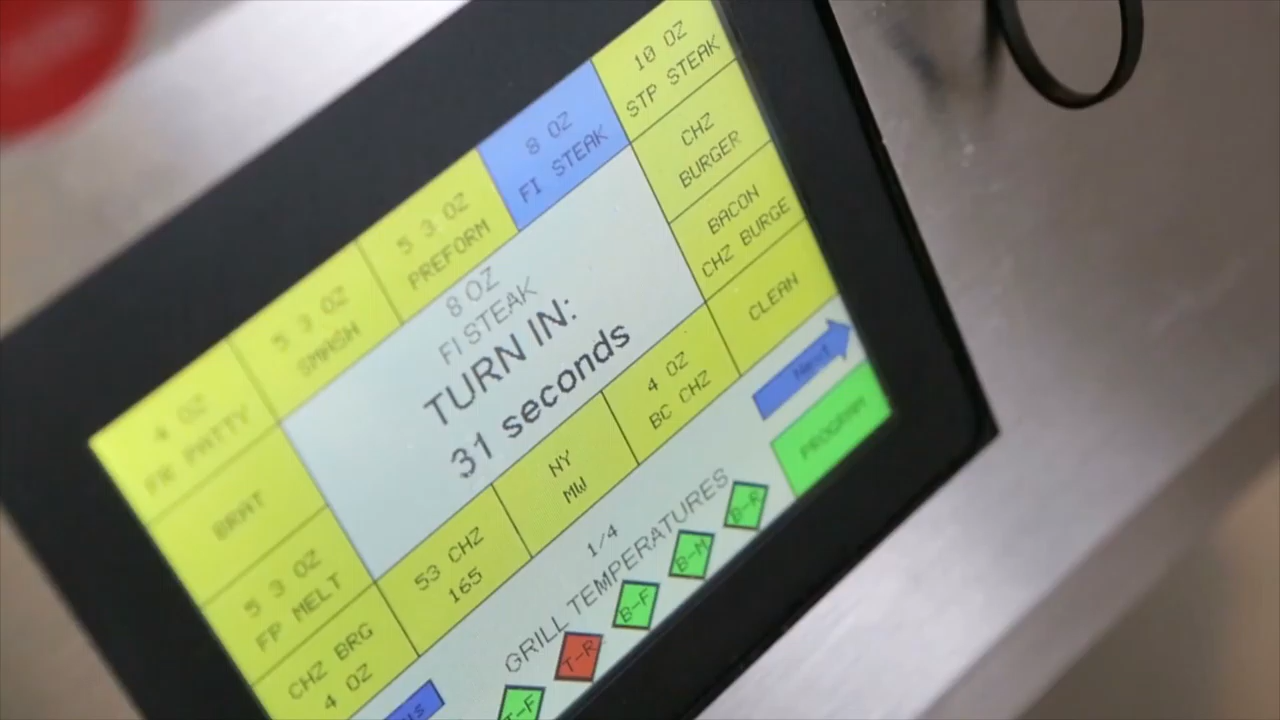 4 OZ
FR PATTY
5 3 OZ
SMASH
5 3 OZ
PREFORM
8 OZ
FI STEAK
10 OZ
STP STEAK
BRAT
5 3 OZ
FP MELT
CHZ BRG
4 OZ
8 OZ
FI STEAK
TURN IN:
31 seconds
CHZ
BURGER
BACON
CHZ BURGE
CLEAN
53 CHZ
165
NY
MW
4 OZ
BC CHZ
Next
PROGRAM
1/4
GRILL TEMPERATURES
T-F
T-R
B-F
B-M
B-R